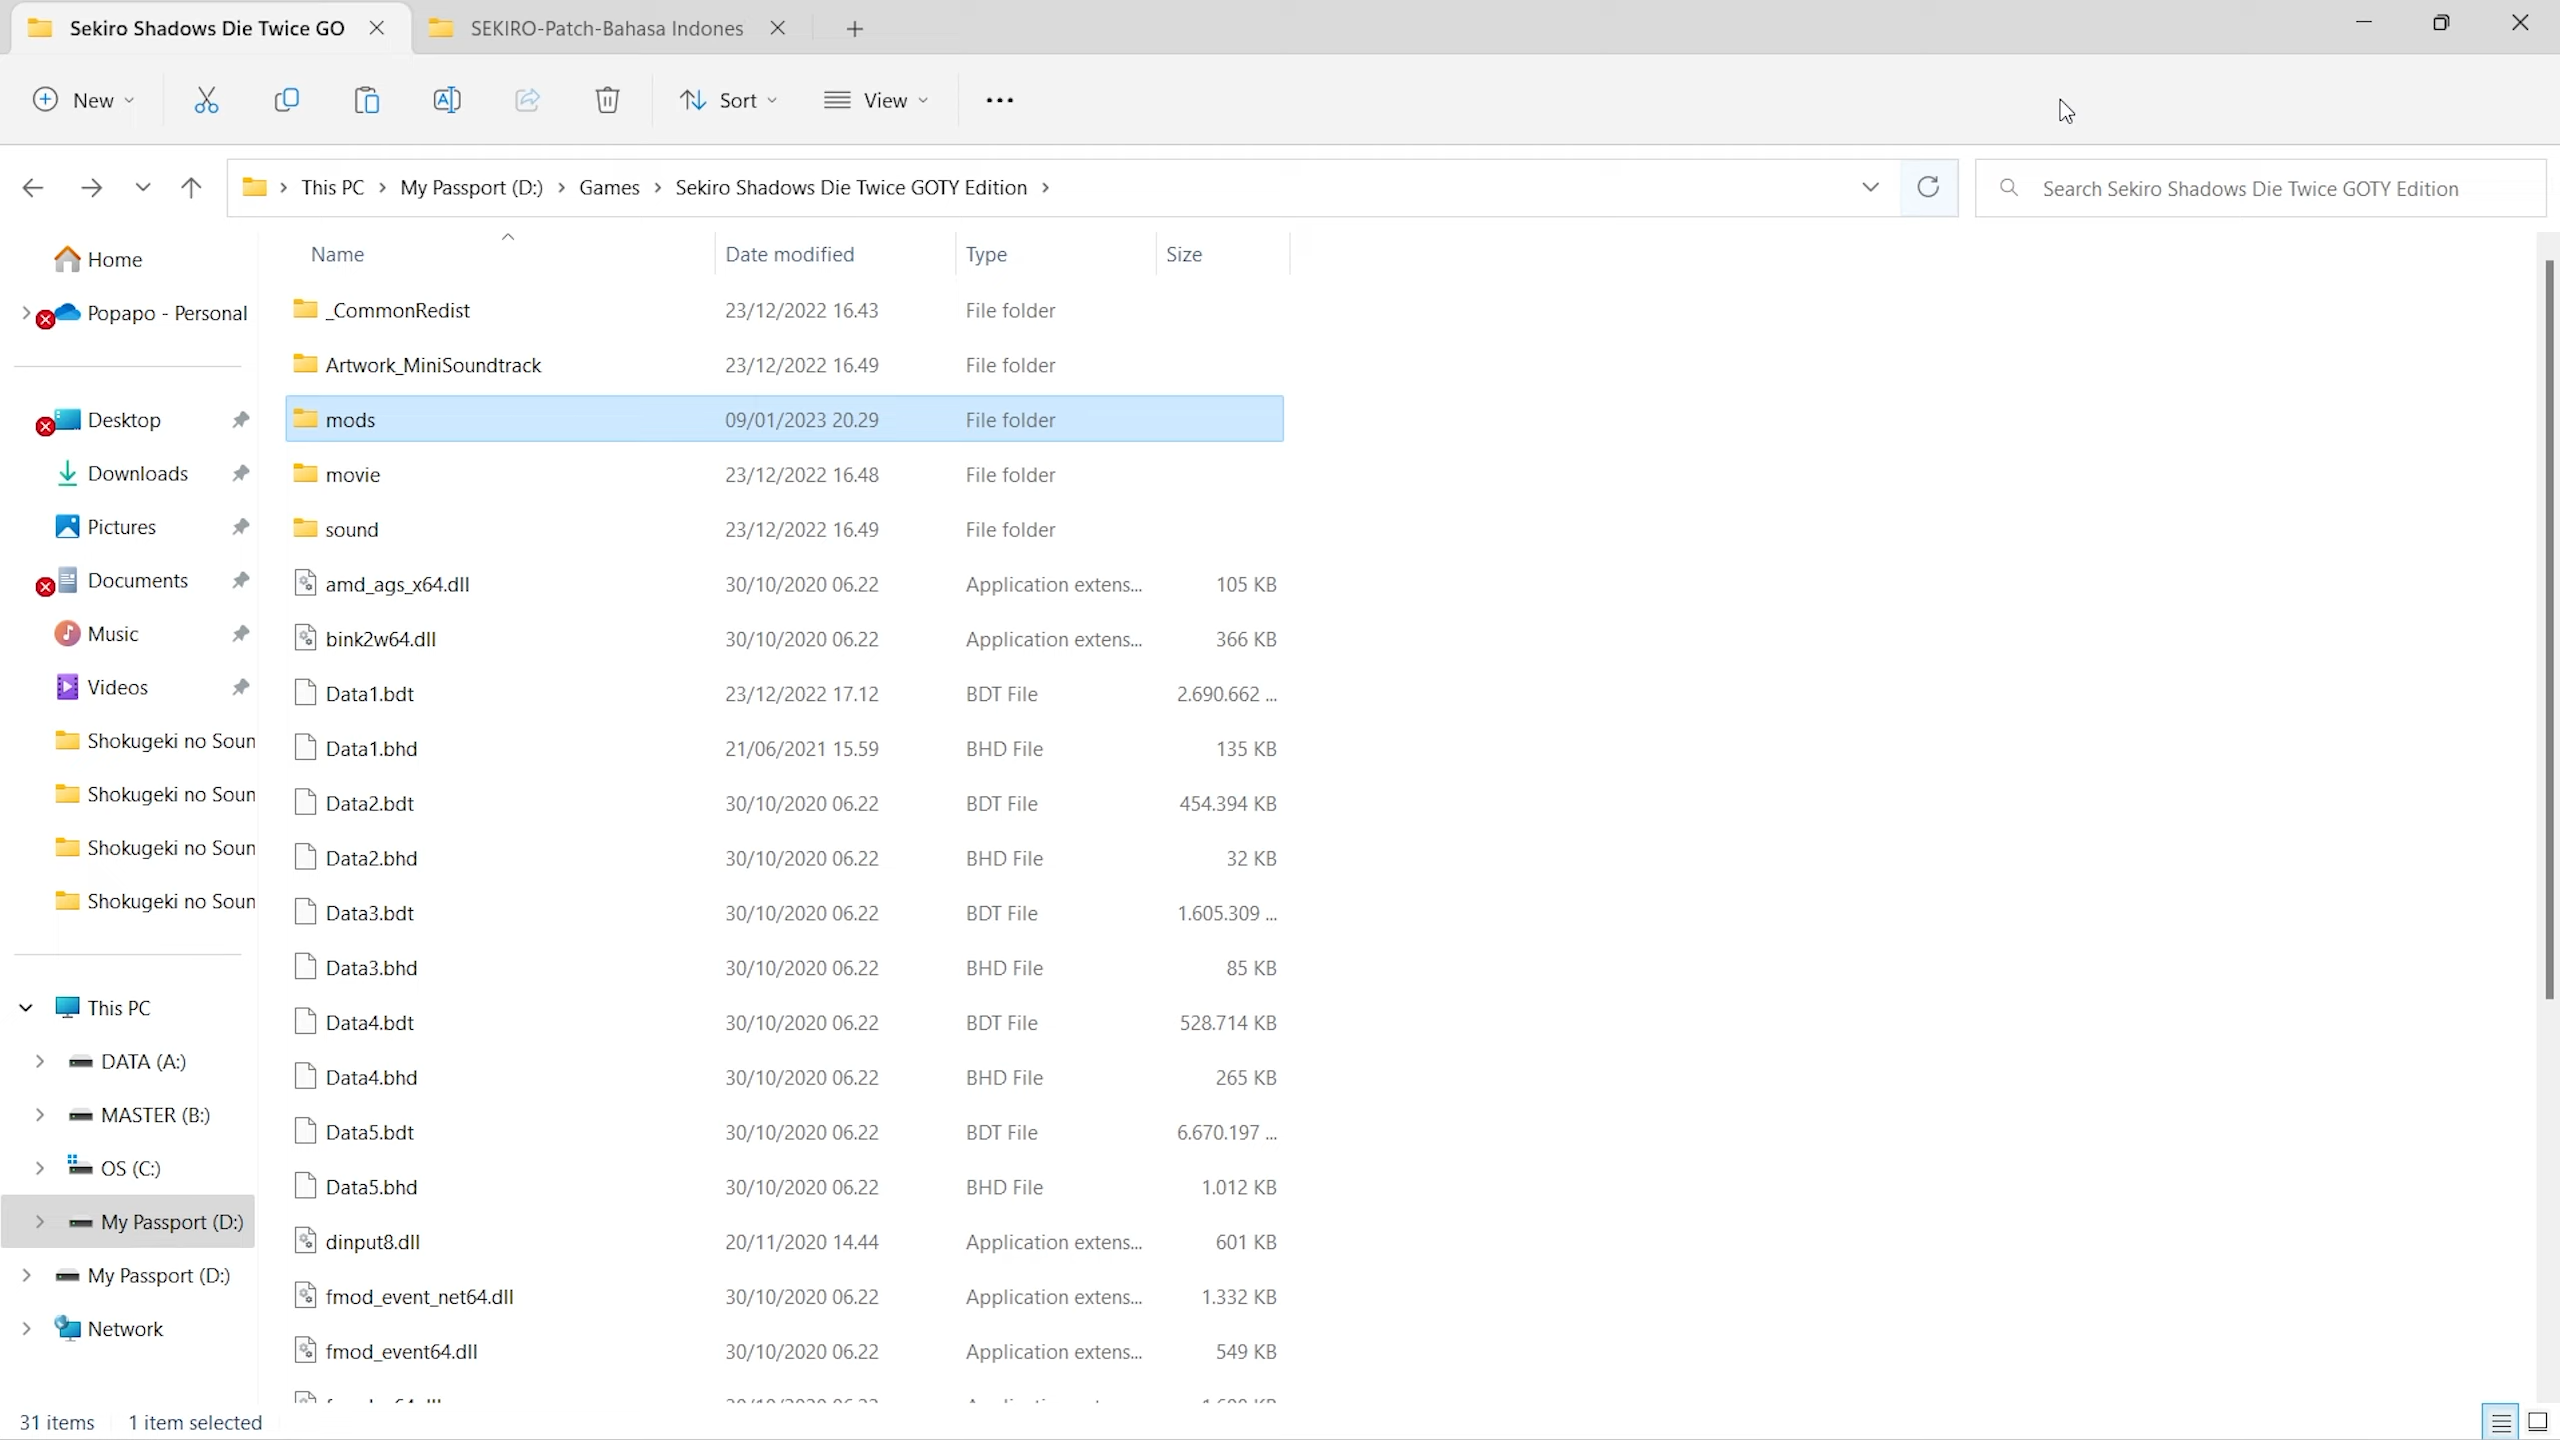 Sekiro Shadows Die Twice GO
SEKIRO-Patch-Bahasa Indones
New
Sort
View
This PC > My Passport (D:) > Games > Sekiro Shadows Die Twice GOTY Edition >
Search Sekiro Shadows Die Twice GOTY Edition
Home
Popapo - Personal
Desktop
Downloads
Pictures
Documents
Music
Videos
Shokugeki no Soun
Shokugeki no Soun
Shokugeki no Soun
Shokugeki no Soun
This PC
DATA (A:)
MASTER (B:)
OS (C:)
My Passport (D:)
My Passport (D:)
Network
Name Date modified Type Size
_CommonRedist 23/12/2022 16.43 File folder
Artwork_MiniSoundtrack 23/12/2022 16.49 File folder
mods 09/01/2023 20.29 File folder
movie 23/12/2022 16.48 File folder
sound 23/12/2022 16.49 File folder
amd_ags_x64.dll 30/10/2020 06.22 Application extens... 105 KB
bink2w64.dll 30/10/2020 06.22 Application extens... 366 KB
Data1.bdt 23/12/2022 17.12 BDT File 2.690.662 ...
Data1.bhd 21/06/2021 15.59 BHD File 135 KB
Data2.bdt 30/10/2020 06.22 BDT File 454.394 KB
Data2.bhd 30/10/2020 06.22 BHD File 32 KB
Data3.bdt 30/10/2020 06.22 BDT File 1.605.309 ...
Data3.bhd 30/10/2020 06.22 BHD File 85 KB
Data4.bdt 30/10/2020 06.22 BDT File 528.714 KB
Data4.bhd 30/10/2020 06.22 BHD File 265 KB
Data5.bdt 30/10/2020 06.22 BDT File 6.670.197 ...
Data5.bhd 30/10/2020 06.22 BHD File 1.012 KB
dinput8.dll 20/11/2020 14.44 Application extens... 601 KB
fmod_event_net64.dll 30/10/2020 06.22 Application extens... 1.332 KB
fmod_event64.dll 30/10/2020 06.22 Application extens... 549 KB
31 items 1 item selected